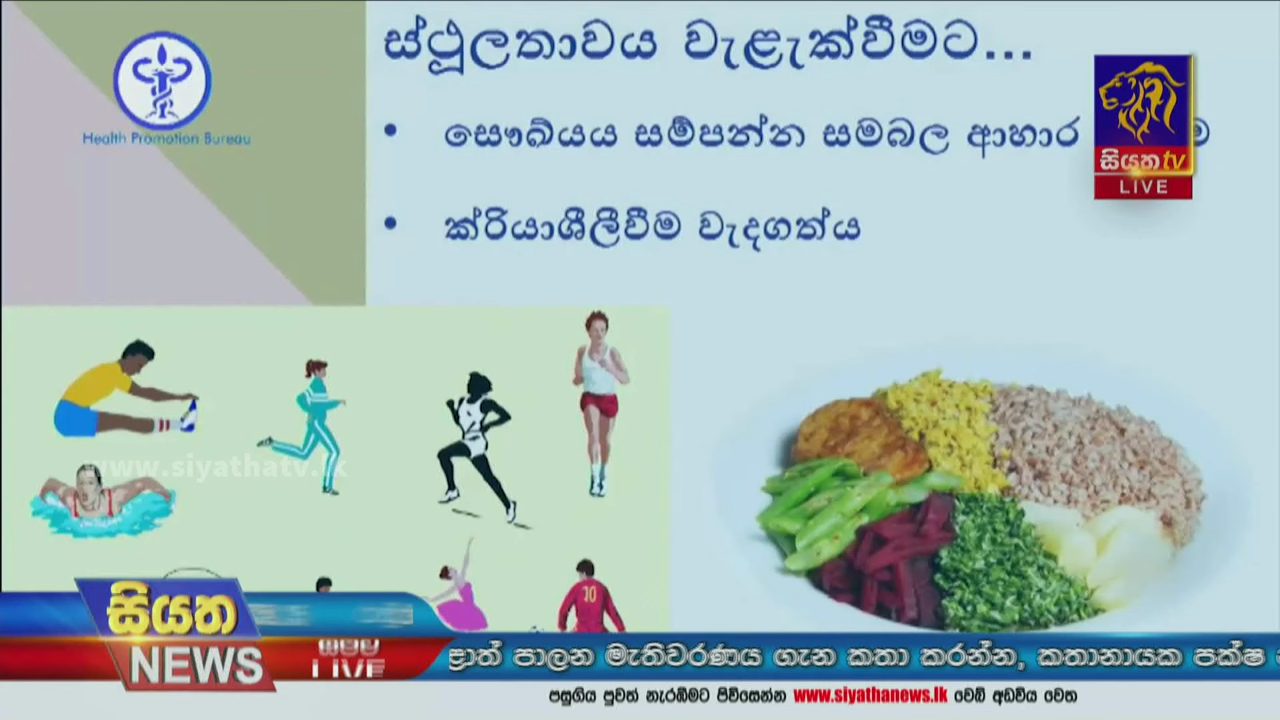 ස්ථූලතාවය වැළැක්වීමට...
Health Promotion Bureau
• සෞඛ්යය සම්පන්න සමබල ආහාර
සියත tv
LIVE
• ක්රියාශීලීවීම වැදගත්ය
www.siyathatv.lk
10
සියත
NEWS
LIVE
ද්‍රාත් පාලන මැතිවරණය ගැන කතා කරන්න, කතානායක පක්ෂ
පසුගිය පුවත් නැරඹීමට පිවිසෙන්න www.siyathanews.lk වෙබ් අඩවිය වෙත